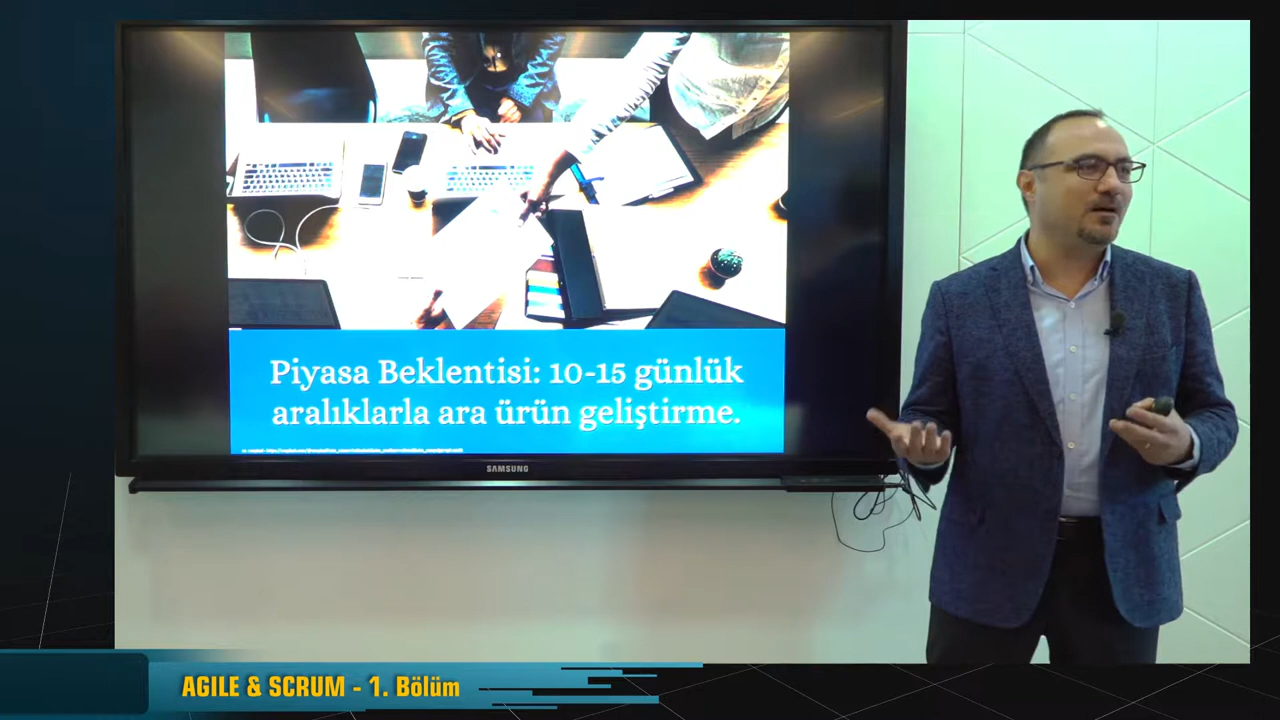 Piyasa Beklentisi: 10-15 günlük
aralıklarla ara ürün geliştirme.
SAMSUNG
AGILE & SCRUM - 1. Bölüm